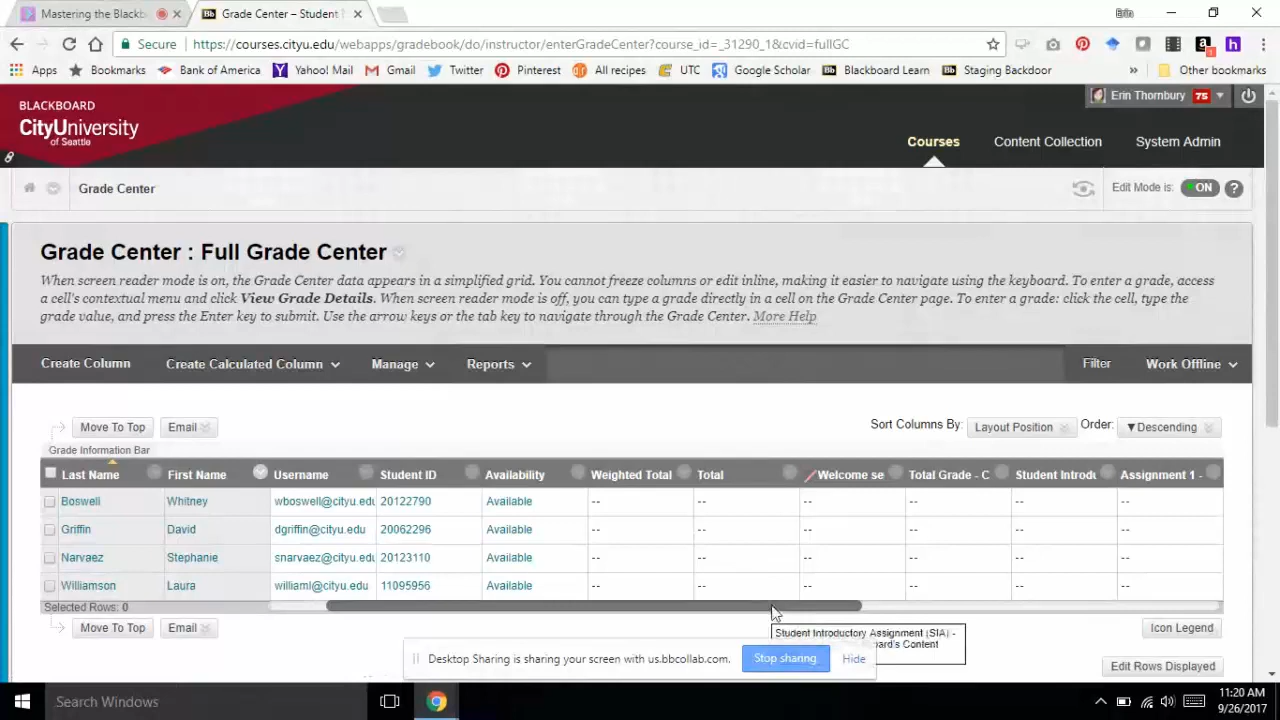 Mastering the Blackb
Bb Grade Center – Student
Erin
Secure
https://courses.cityu.edu/webapps/gradebook/do/instructor/enterGradeCenter?course_id=_31290_1&cvid=fullGC
Apps Bookmarks Bank of America Yahoo! Mail Gmail Twitter Pinterest All recipes UTC Google Scholar Bb Blackboard Learn Bb Staging Backdoor » Other bookmarks
BLACKBOARD
CityUniversity
of Seattle
Erin Thornbury 75
Courses Content Collection System Admin
Grade Center
Edit Mode is: ON ?
Grade Center : Full Grade Center
When screen reader mode is on, the Grade Center data appears in a simplified grid. You cannot freeze columns or edit inline, making it easier to navigate using the keyboard. To enter a grade, access
a cell's contextual menu and click View Grade Details. When screen reader mode is off, you can type a grade directly in a cell on the Grade Center page. To enter a grade: click the cell, type the
grade value, and press the Enter key to submit. Use the arrow keys or the tab key to navigate through the Grade Center. More Help
Create Column Create Calculated Column Manage Reports Filter Work Offline
Move To Top Email Sort Columns By: Layout Position Order: ▼Descending
Grade Information Bar
Last Name First Name Username Student ID Availability Weighted Total Total Welcome se Total Grade - C Student Introdu Assignment 1 -
Boswell Whitney wboswell@cityu.edu 20122790 Available -- -- -- -- -- --
Griffin David dgriffin@cityu.edu 20062296 Available -- -- -- -- -- --
Narvaez Stephanie snarvaez@cityu.edu 20123110 Available -- -- -- -- -- --
Williamson Laura williaml@cityu.edu 11095956 Available -- -- -- -- -- --
Selected Rows: 0
Move To Top Email Icon Legend
Student Introductory Assignment (SIA) -
ard's Content
Desktop Sharing is sharing your screen with us.bbcollab.com. Stop sharing Hide
Edit Rows Displayed
Search Windows
11:20 AM
9/26/2017